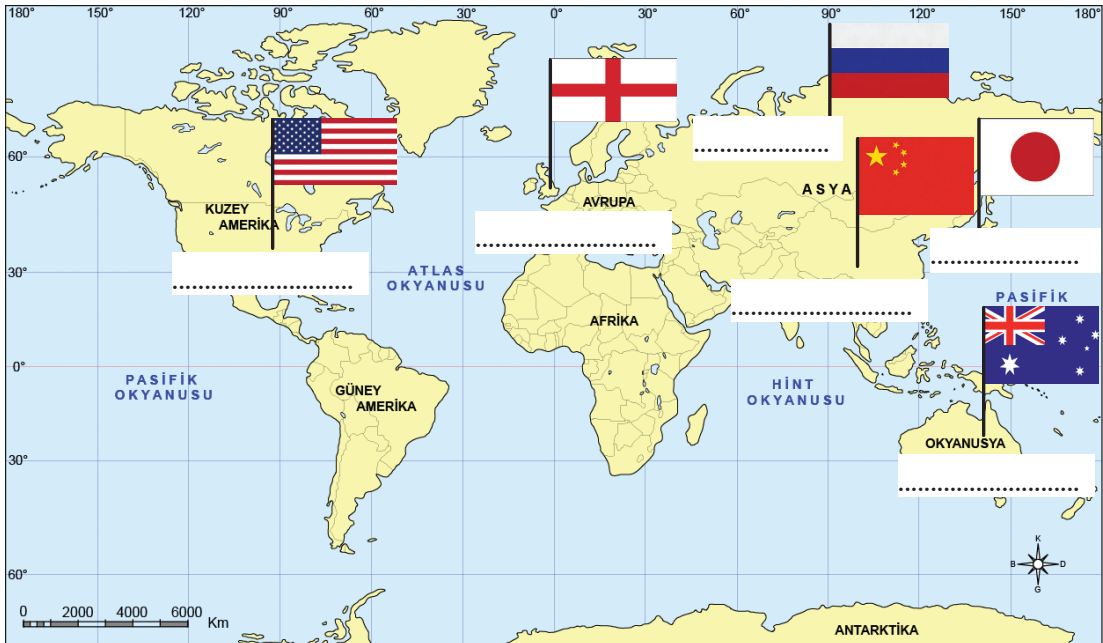 180° 150° 120° 90° 60° 30° 0° 30° 60° 90° 120° 150° 180°
60°
ASYA
AVRUPA
KUZEY
AMERİKA
..............................
..............................
..............................
..............................
30°
ATLAS
OKYANUSU
..............................
..............................
PASİFİK
AFRİKA
0°
PASİFİK
OKYANUSU
GÜNEY
AMERİKA
HİNT
OKYANUSU
OKYANUSYA
30°
K
B D
G
60°
0 2000 4000 6000 Km
ANTARKTİKA